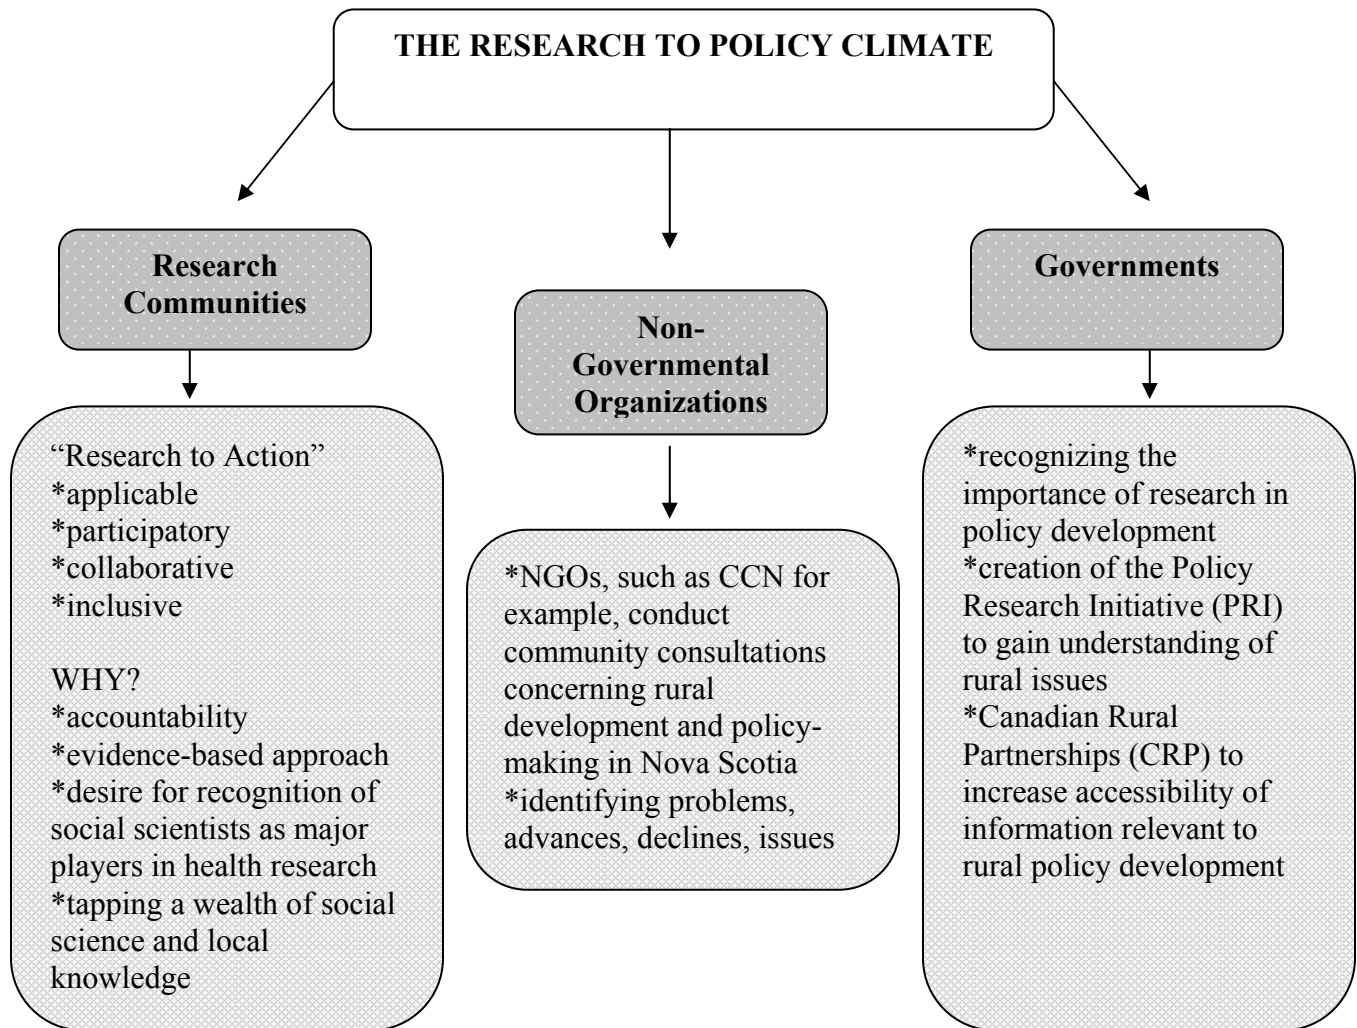 THE RESEARCH TO POLICY CLIMATE
Research
Communities
Non-
Governmental
Organizations
Governments
“Research to Action”
*applicable
*participatory
*collaborative
*inclusive
WHY?
*accountability
*evidence-based approach
*desire for recognition of
social scientists as major
players in health research
*tapping a wealth of social
science and local
knowledge
*NGOs, such as CCN for
example, conduct
community consultations
concerning rural
development and policy-
making in Nova Scotia
*identifying problems,
advances, declines, issues
*recognizing the
importance of research in
policy development
*creation of the Policy
Research Initiative (PRI)
to gain understanding of
rural issues
*Canadian Rural
Partnerships (CRP) to
increase accessibility of
information relevant to
rural policy development